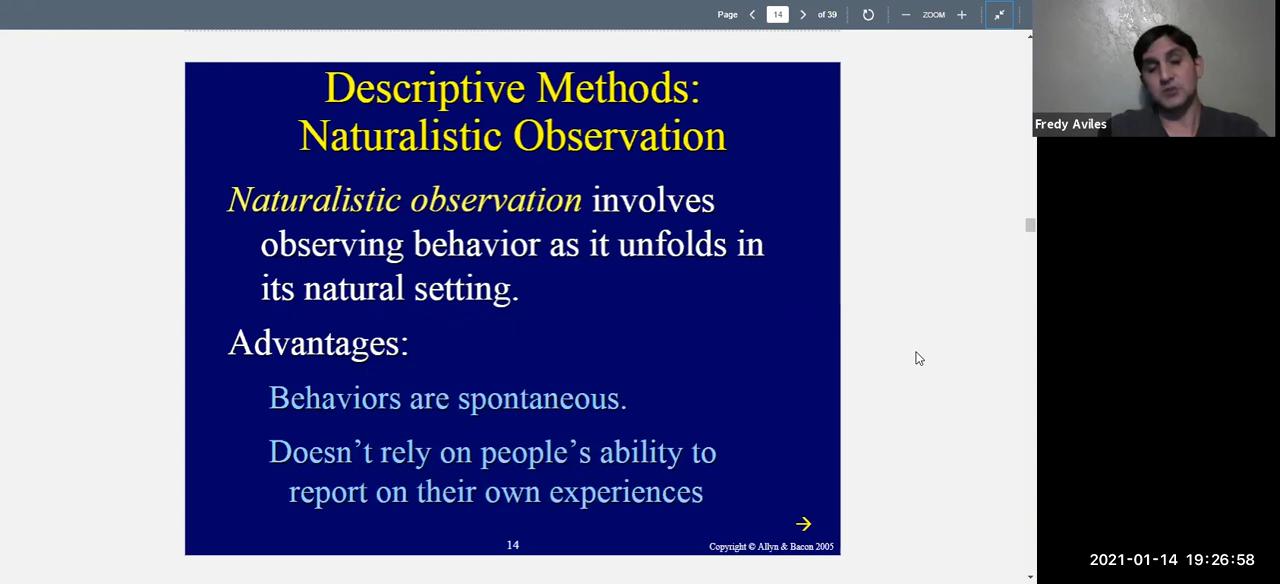 Page 14 of 39 ZOOM
Descriptive Methods:
Naturalistic Observation
Naturalistic observation involves
observing behavior as it unfolds in
its natural setting.
Advantages:
Behaviors are spontaneous.
Doesn’t rely on people’s ability to
report on their own experiences
14
Copyright © Allyn & Bacon 2005
Fredy Aviles
2021-01-14 19:26:58